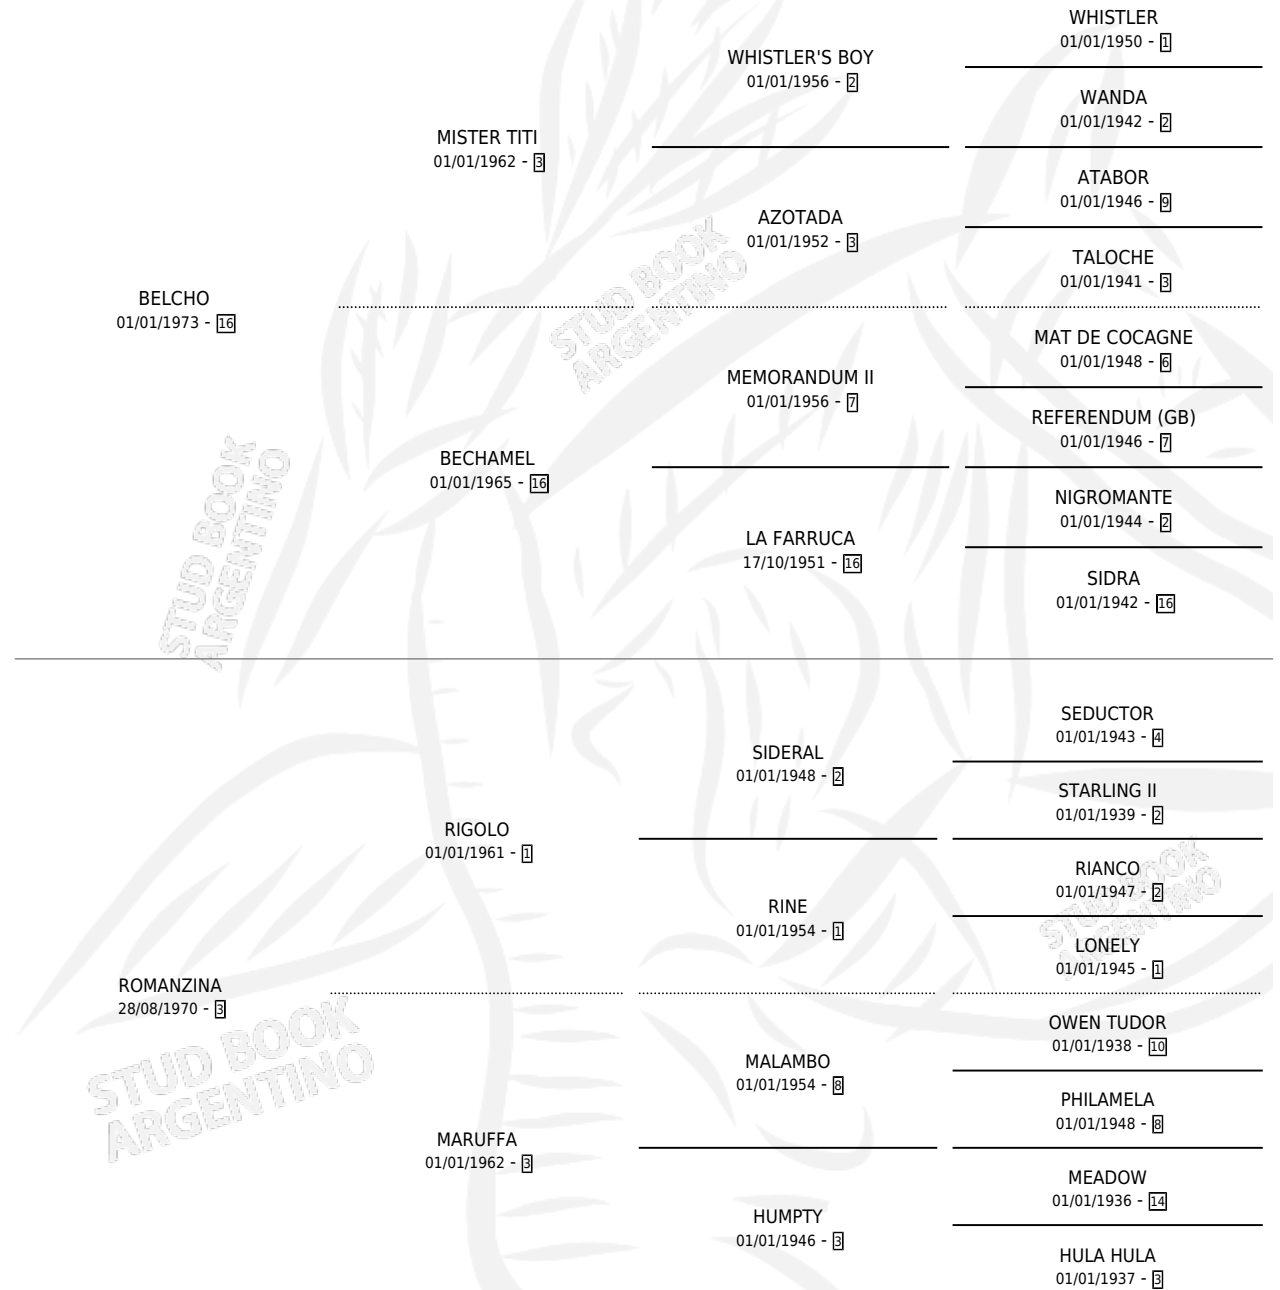 WHISTLER
01/01/1950 - 1
WHISTLER'S BOY
01/01/1956 - 2
WANDA
01/01/1942 - 2
MISTER TITI
01/01/1962 - 3
ATABOR
01/01/1946 - 9
AZOTADA
01/01/1952 - 3
TALOCHE
01/01/1941 - 3
BELCHO
01/01/1973 - 16
MAT DE COCAGNE
01/01/1948 - 6
MEMORANDUM II
01/01/1956 - 7
REFERENDUM (GB)
01/01/1946 - 7
BECHAMEL
01/01/1965 - 16
NIGROMANTE
01/01/1944 - 2
LA FARRUCA
17/10/1951 - 16
SIDRA
01/01/1942 - 16
SEDUCTOR
01/01/1943 - 4
SIDERAL
01/01/1948 - 2
STARLING II
01/01/1939 - 2
RIGOLO
01/01/1961 - 1
RIANCO
01/01/1947 - 2
RINE
01/01/1954 - 1
LONELY
01/01/1945 - 1
ROMANZINA
28/08/1970 - 3
OWEN TUDOR
01/01/1938 - 10
MALAMBO
01/01/1954 - 8
PHILAMELA
01/01/1948 - 8
MARUFFA
01/01/1962 - 3
MEADOW
01/01/1936 - 14
HUMPTY
01/01/1946 - 3
HULA HULA
01/01/1937 - 3
STUD BOOK
ARGENTINO
STUD BOOK
ARGENTINO
STUD BOOK
ARGENTINO
STUD BOOK
ARGENTINO